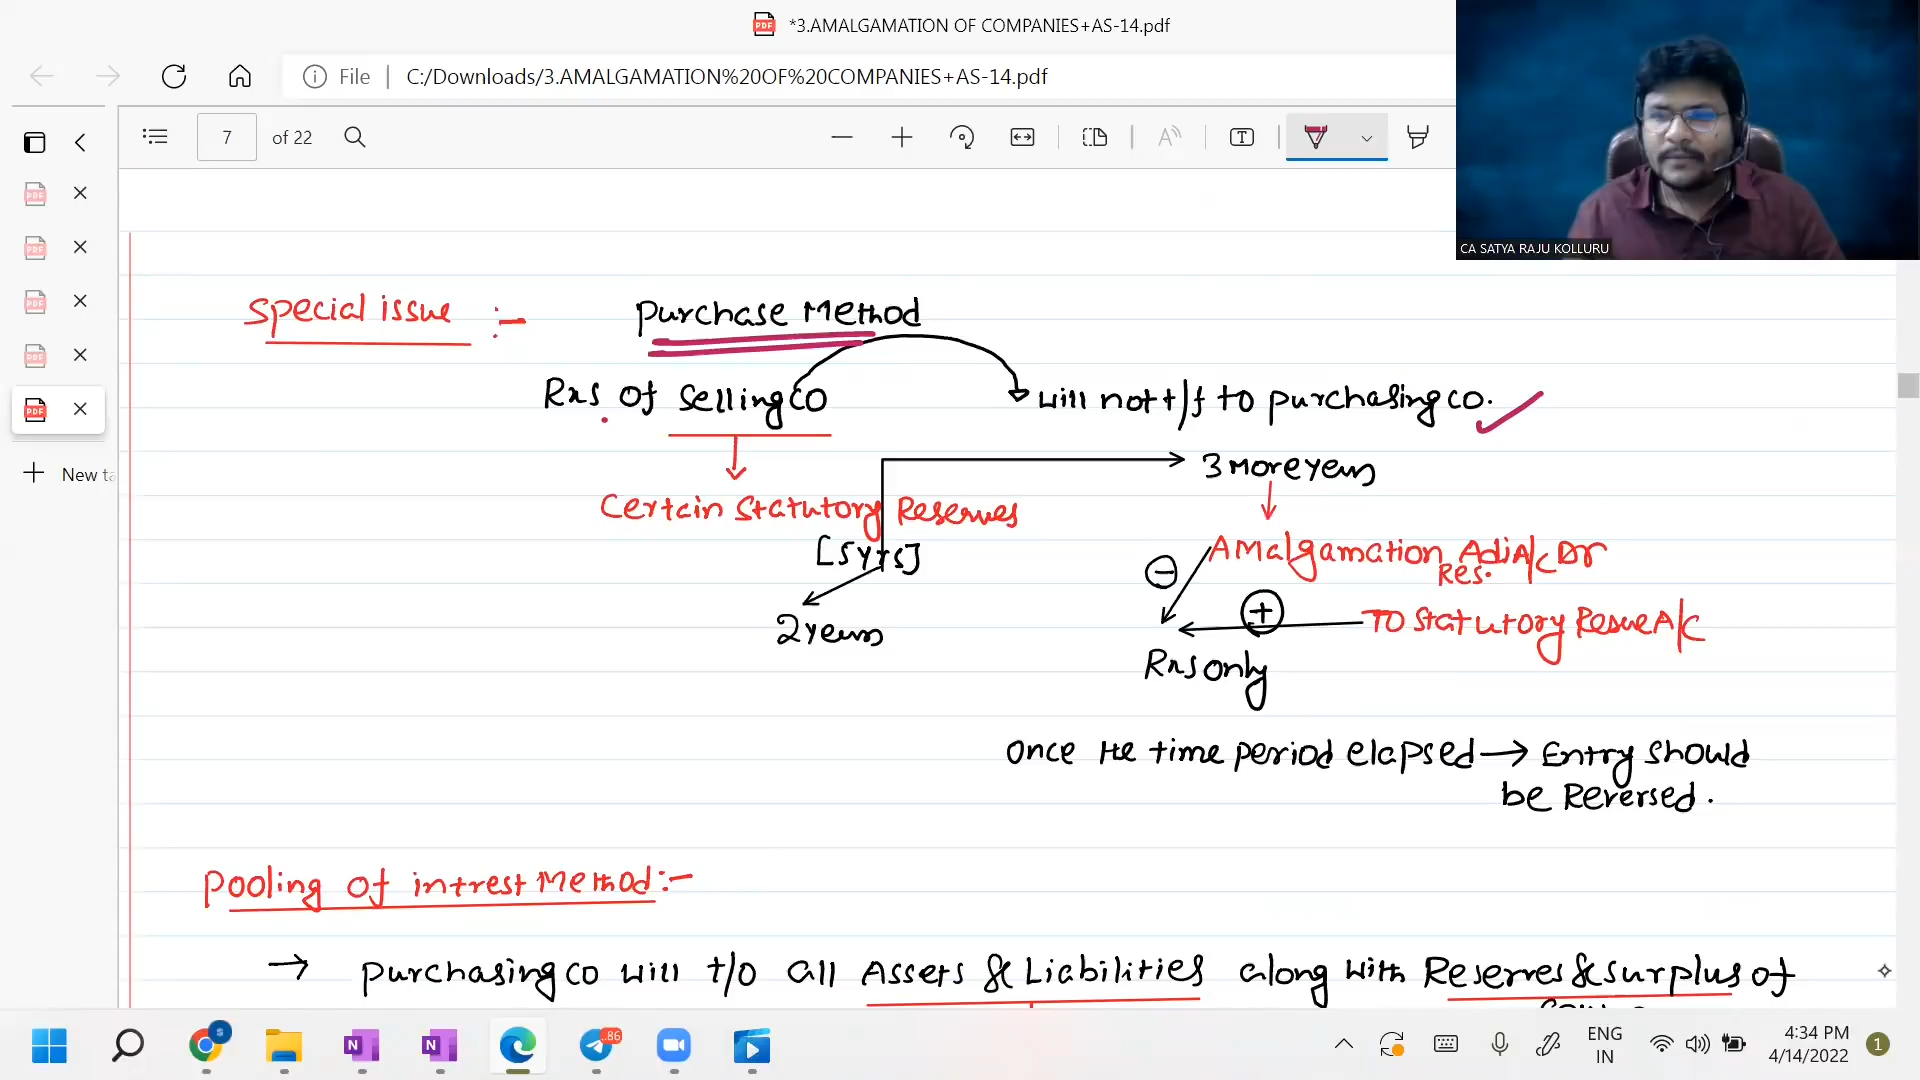 *3.AMALGAMATION OF COMPANIES+AS-14.pdf
File | C:/Downloads/3.AMALGAMATION%20OF%20COMPANIES+AS-14.pdf
7 of 22
CA SATYA RAJU KOLLURU
New ta
Special issue :- Purchase Method
R&S Of Selling CO will not t/f to purchasing co.
3 More years
Certain Statutory Reserves
[5yrs]
Amalgamation Adj A/c Dr
Res.
2 years
To Statutory Reserve A/c
R&S only
Once the time period elapsed → Entry should
be Reversed.
Pooling of intrest Method:-
→ purchasing co will t/o all Assets & Liabilities along with Reserves & surplus of
86
ENG
IN
4:34 PM
4/14/2022
1